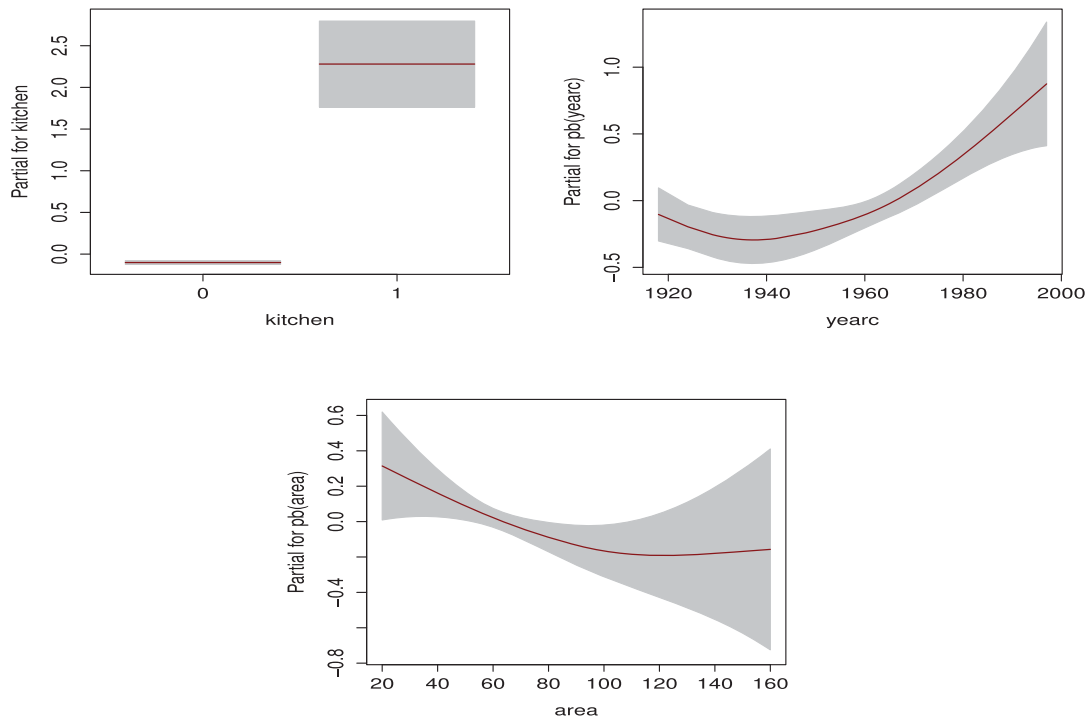 Partial for kitchen
2.5
2.0
1.5
1.0
0.5
0.0
0 1
kitchen
Partial for pb(yearc)
1.0
0.5
0.0
−0.5
1920 1940 1960 1980 2000
yearc
Partial for pb(area)
0.6
0.4
0.2
0.0
−0.4
−0.8
20 40 60 80 100 120 140 160
area